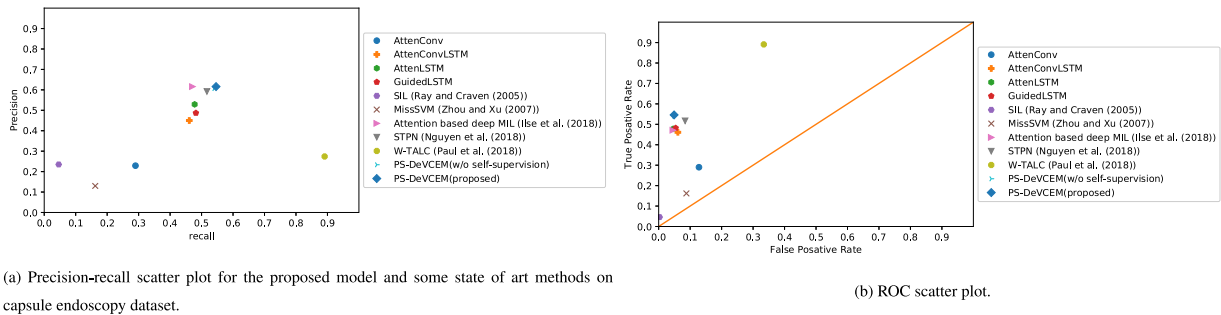 0.9
0.8
0.7
0.6
0.5
0.4
0.3
0.2
0.1
0.0
Precision
0.0 0.1 0.2 0.3 0.4 0.5 0.6 0.7 0.8 0.9
recall
AttenConv
AttenConvLSTM
AttenLSTM
GuidedLSTM
SIL (Ray and Craven (2005))
MissSVM (Zhou and Xu (2007))
Attention based deep MIL (Ilse et al. (2018))
STPN (Nguyen et al. (2018))
W-TALC (Paul et al. (2018))
PS-DeVCEM(w/o self-supervision)
PS-DeVCEM(proposed)
(a) Precision-recall scatter plot for the proposed model and some state of art methods on
capsule endoscopy dataset.
0.9
0.8
0.7
0.6
0.5
0.4
0.3
0.2
0.1
0.0
True Posative Rate
0.0 0.1 0.2 0.3 0.4 0.5 0.6 0.7 0.8 0.9
False Posative Rate
AttenConv
AttenConvLSTM
AttenLSTM
GuidedLSTM
SIL (Ray and Craven (2005))
MissSVM (Zhou and Xu (2007))
Attention based deep MIL (Ilse et al. (2018))
STPN (Nguyen et al. (2018))
W-TALC (Paul et al. (2018))
PS-DeVCEM(w/o self-supervision)
PS-DeVCEM(proposed)
(b) ROC scatter plot.